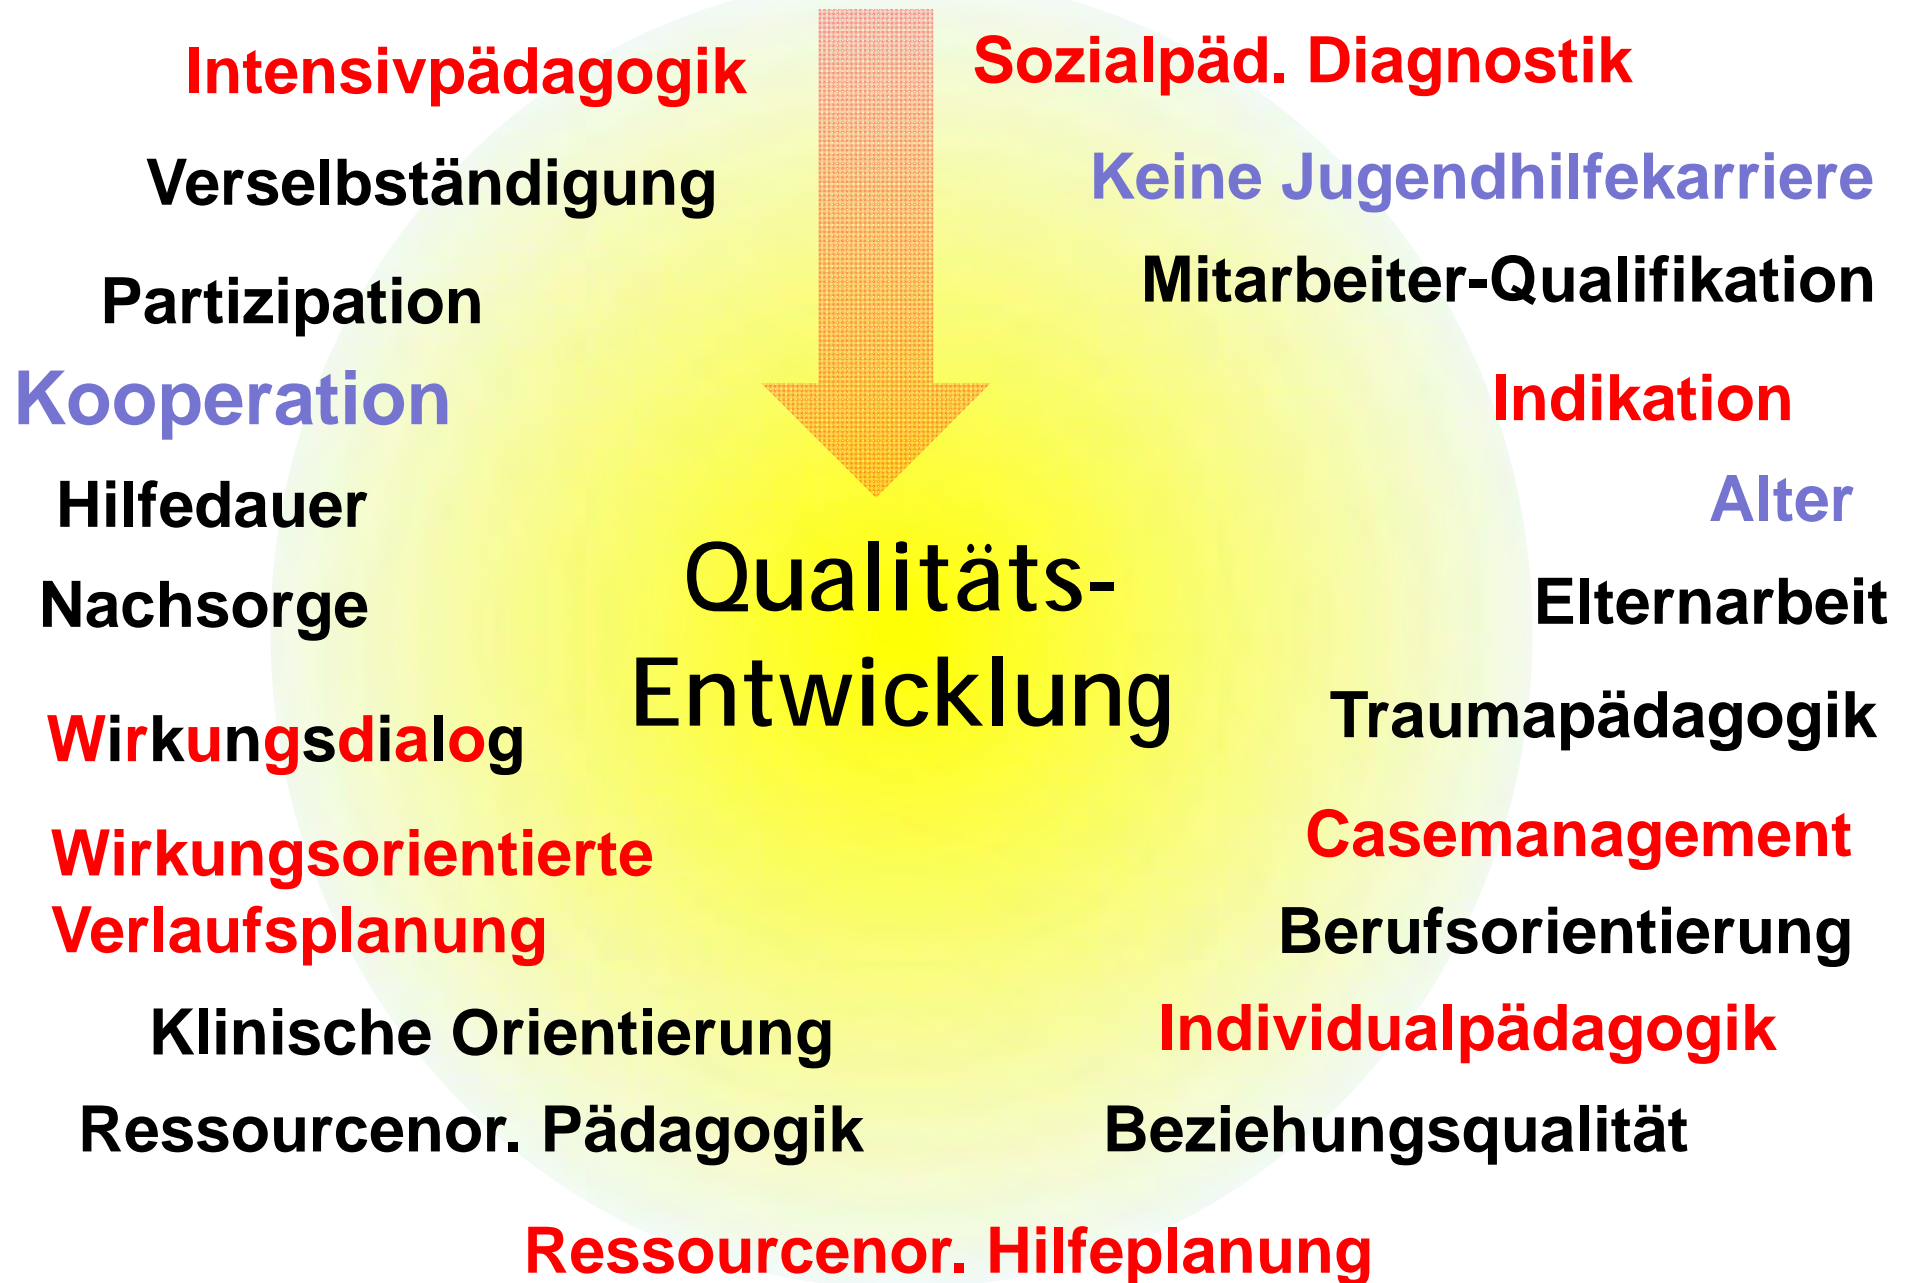 Intensivpädagogik
Sozialpäd. Diagnostik
Verselbständigung
Keine Jugendhilfekarriere
Partizipation
Mitarbeiter-Qualifikation
Kooperation
Indikation
Hilfedauer
Alter
Qualitäts-
Entwicklung
Nachsorge
Elternarbeit
Wirkungsdialog
Traumapädagogik
Wirkungsorientierte
Verlaufsplanung
Casemanagement
Berufsorientierung
Klinische Orientierung
Individualpädagogik
Ressourcenor. Pädagogik
Beziehungsqualität
Ressourcenor. Hilfeplanung